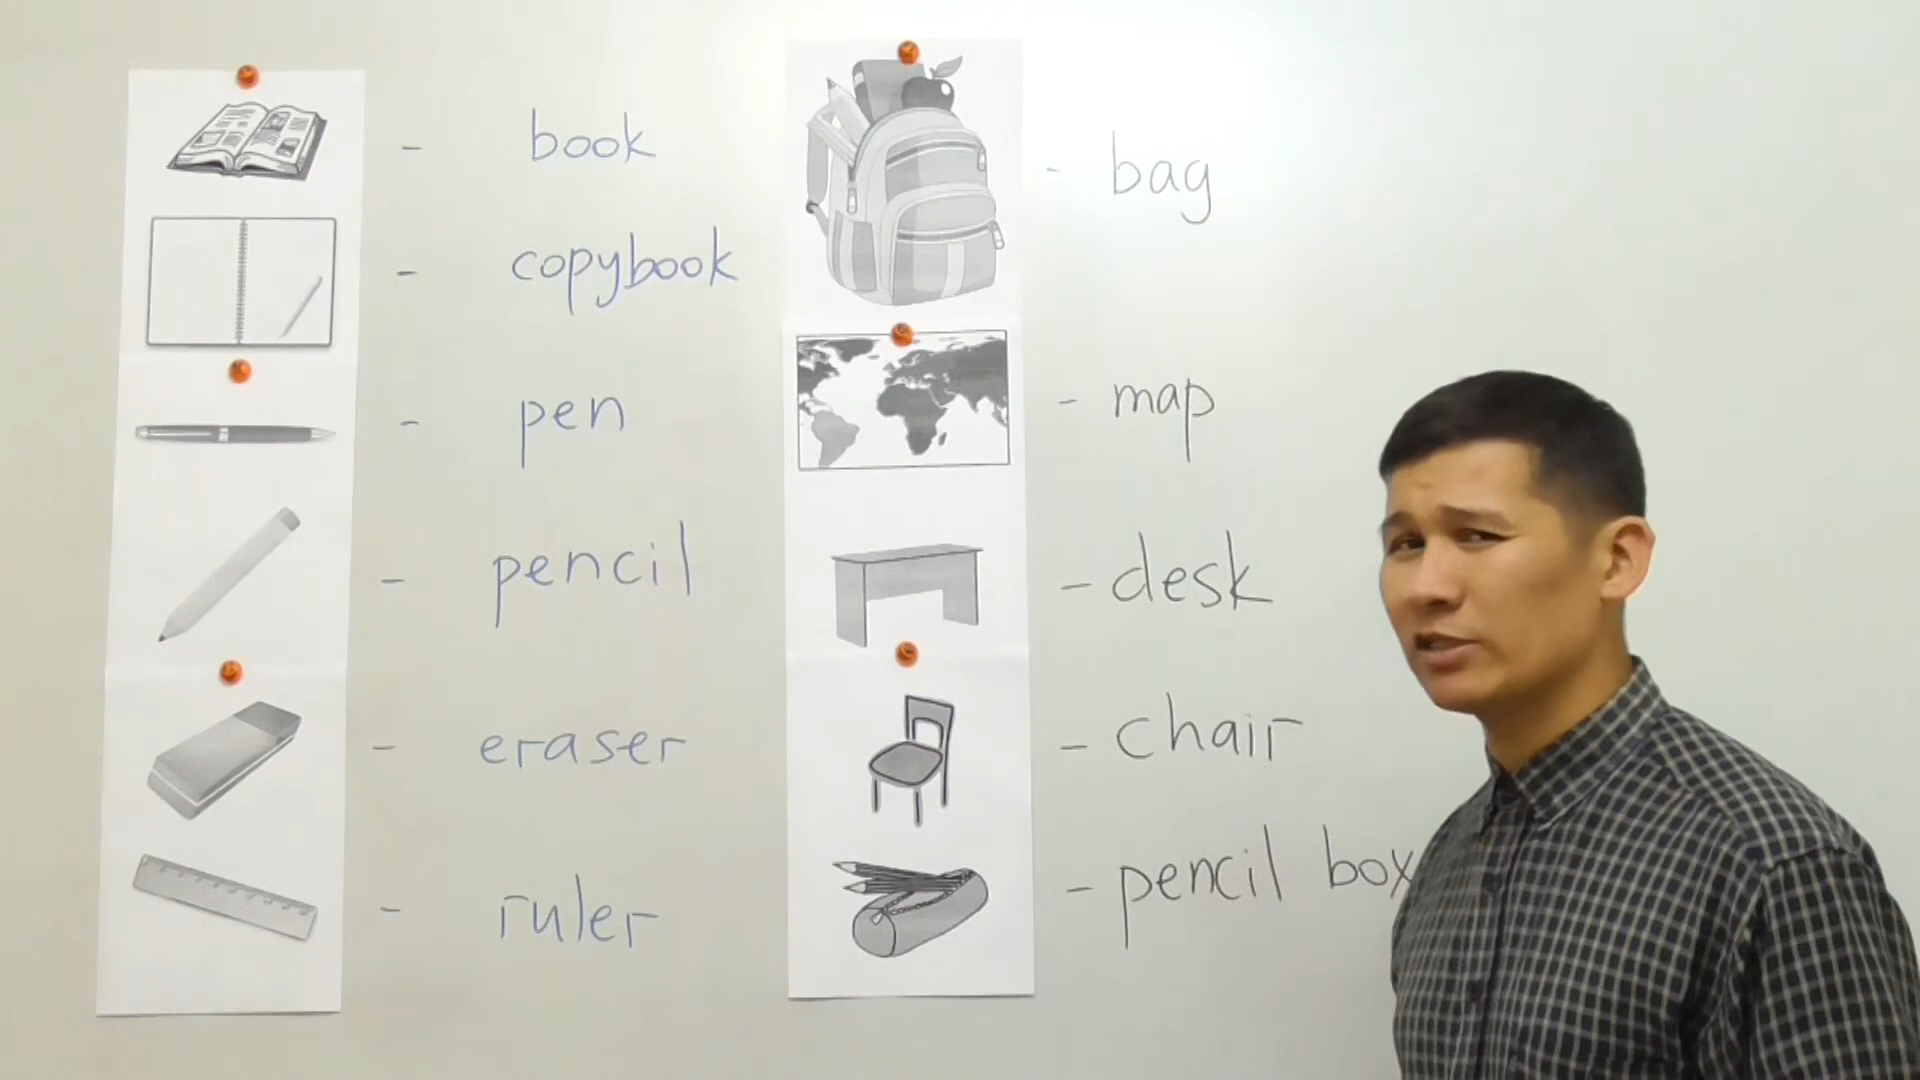 - book
- copybook
- pen
- pencil
- eraser
- ruler
- bag
- map
- desk
- chair
- pencil box